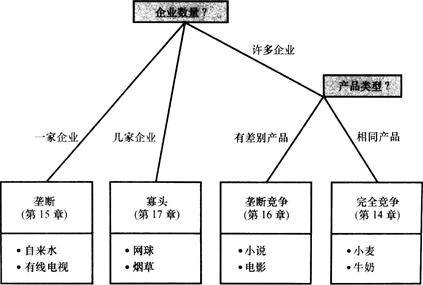 企业数量？
许多企业
产品类型？
一家企业
几家企业
有差别产品
相同产品
垄断
(第 15 章)
• 自来水
• 有线电视
寡头
(第 17 章)
• 网球
• 烟草
垄断竞争
(第 16 章)
• 小说
• 电影
完全竞争
(第 14 章)
• 小麦
• 牛奶